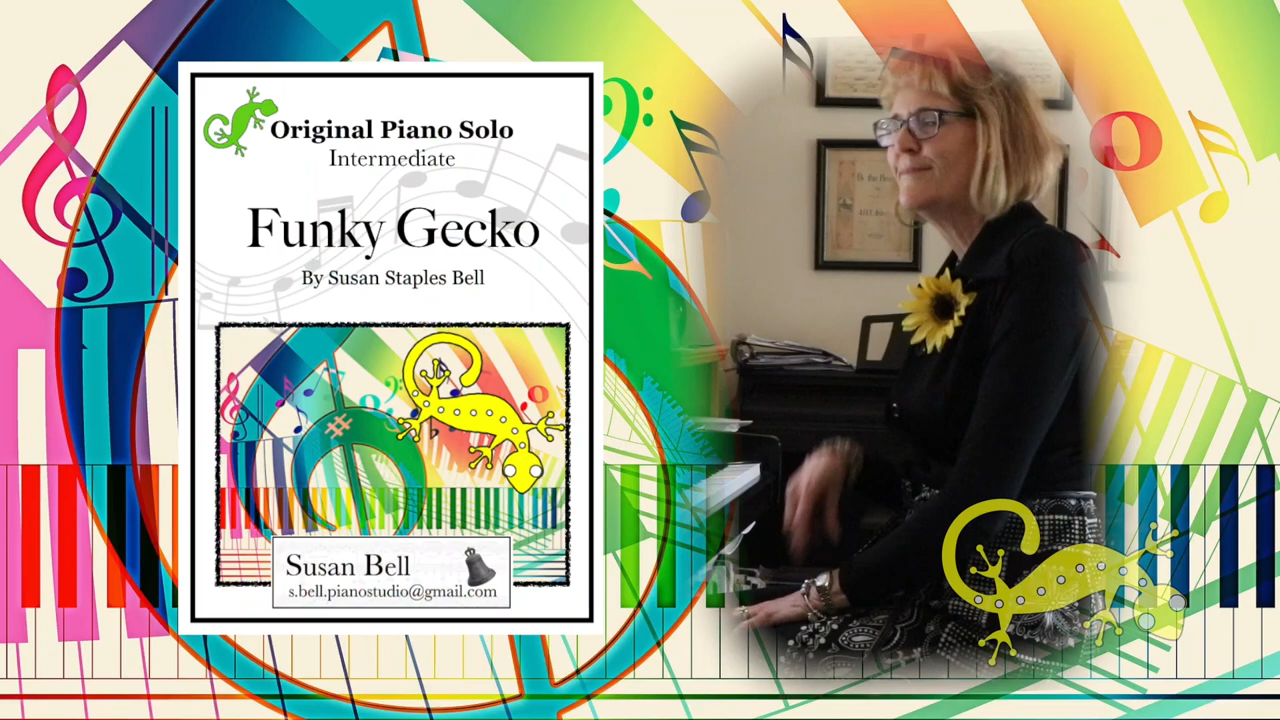 Original Piano Solo
Intermediate
Funky Gecko
By Susan Staples Bell
Susan Bell
s.bell.pianostudio@gmail.com